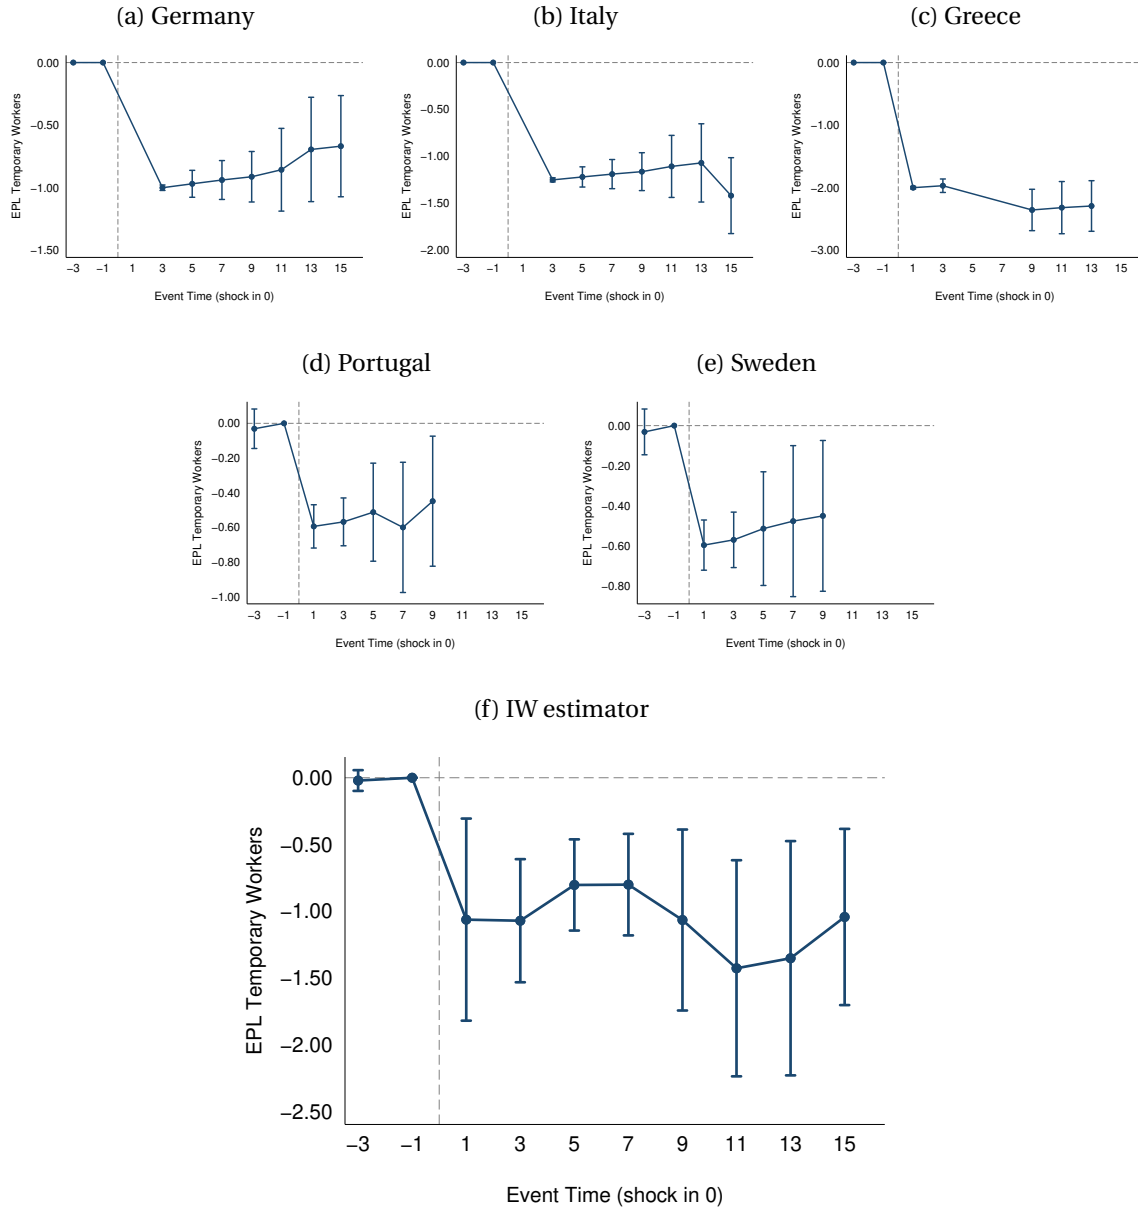 (a) Germany
(b) Italy
(c) Greece
0.00
−0.50
−1.00
−1.50
EPL Temporary Workers
−3 −1 1 3 5 7 9 11 13 15
Event Time (shock in 0)
0.00
−0.50
−1.00
−1.50
−2.00
EPL Temporary Workers
−3 −1 1 3 5 7 9 11 13 15
Event Time (shock in 0)
0.00
−1.00
−2.00
−3.00
EPL Temporary Workers
−3 −1 1 3 5 7 9 11 13 15
Event Time (shock in 0)
(d) Portugal
(e) Sweden
0.00
−0.20
−0.40
−0.60
−0.80
−1.00
EPL Temporary Workers
−3 −1 1 3 5 7 9 11 13 15
Event Time (shock in 0)
0.00
−0.20
−0.40
−0.60
−0.80
EPL Temporary Workers
−3 −1 1 3 5 7 9 11 13 15
Event Time (shock in 0)
(f) IW estimator
0.00
−0.50
−1.00
−1.50
−2.00
−2.50
EPL Temporary Workers
−3 −1 1 3 5 7 9 11 13 15
Event Time (shock in 0)